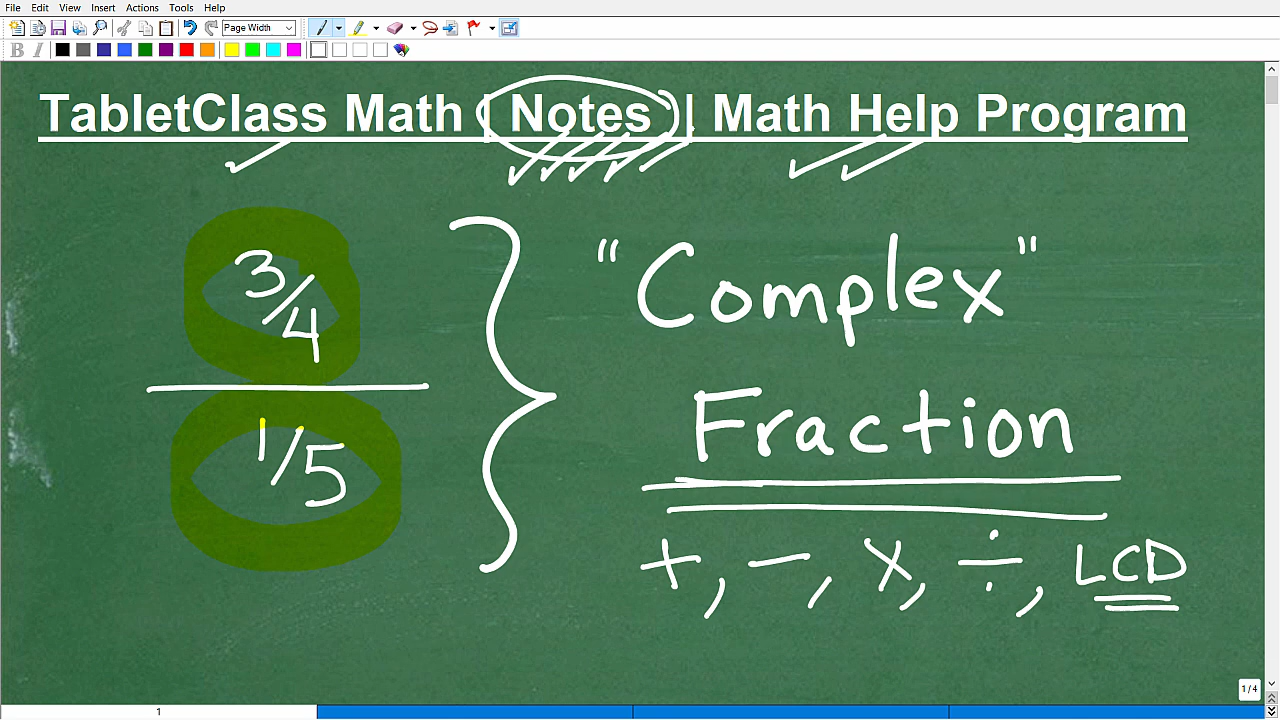 File Edit View Insert Actions Tools Help
Page Width
B I
TabletClass Math | Notes | Math Help Program
3/4
1/5
"Complex"
Fraction
+, −, X, ÷, LCD
1/4
1